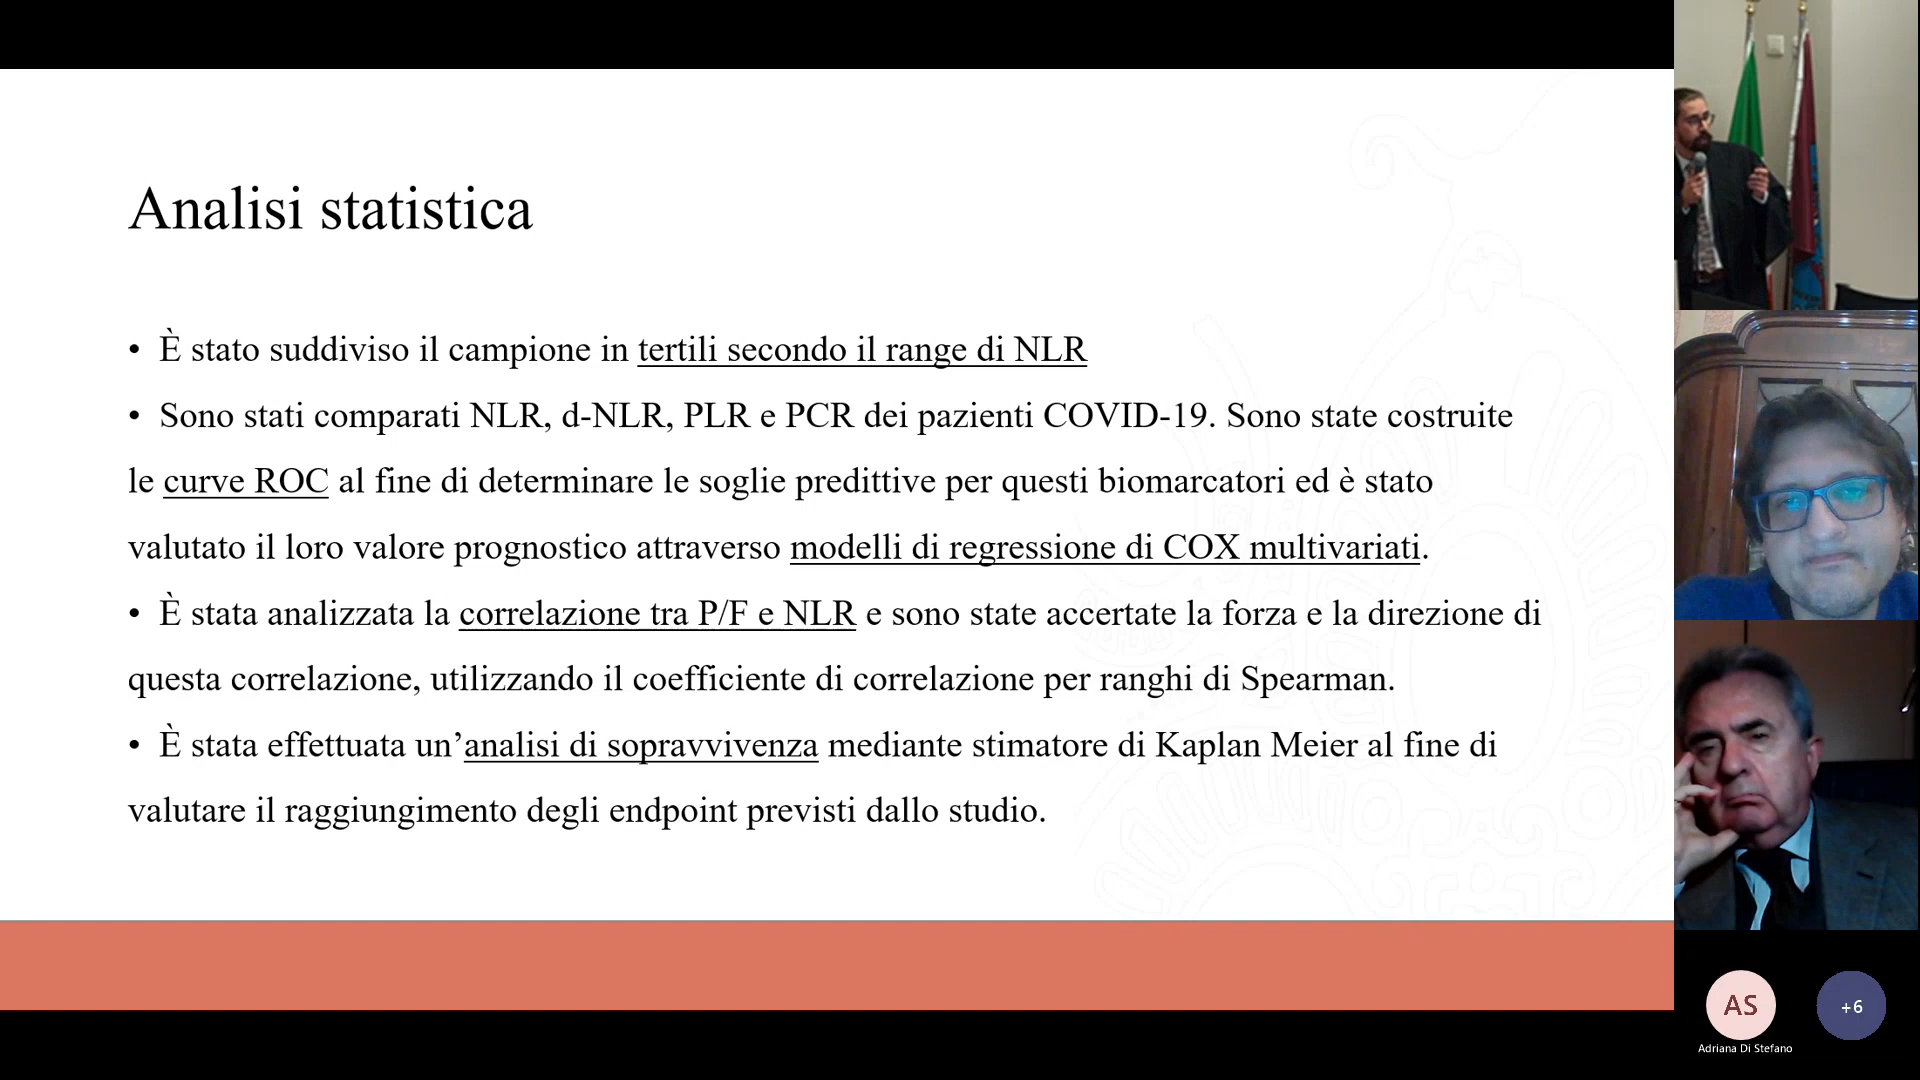 Analisi statistica
• È stato suddiviso il campione in tertili secondo il range di NLR
• Sono stati comparati NLR, d-NLR, PLR e PCR dei pazienti COVID-19. Sono state costruite
le curve ROC al fine di determinare le soglie predittive per questi biomarcatori ed è stato
valutato il loro valore prognostico attraverso modelli di regressione di COX multivariati.
• È stata analizzata la correlazione tra P/F e NLR e sono state accertate la forza e la direzione di
questa correlazione, utilizzando il coefficiente di correlazione per ranghi di Spearman.
• È stata effettuata un’analisi di sopravvivenza mediante stimatore di Kaplan Meier al fine di
valutare il raggiungimento degli endpoint previsti dallo studio.
AS
+6
Adriana Di Stefano